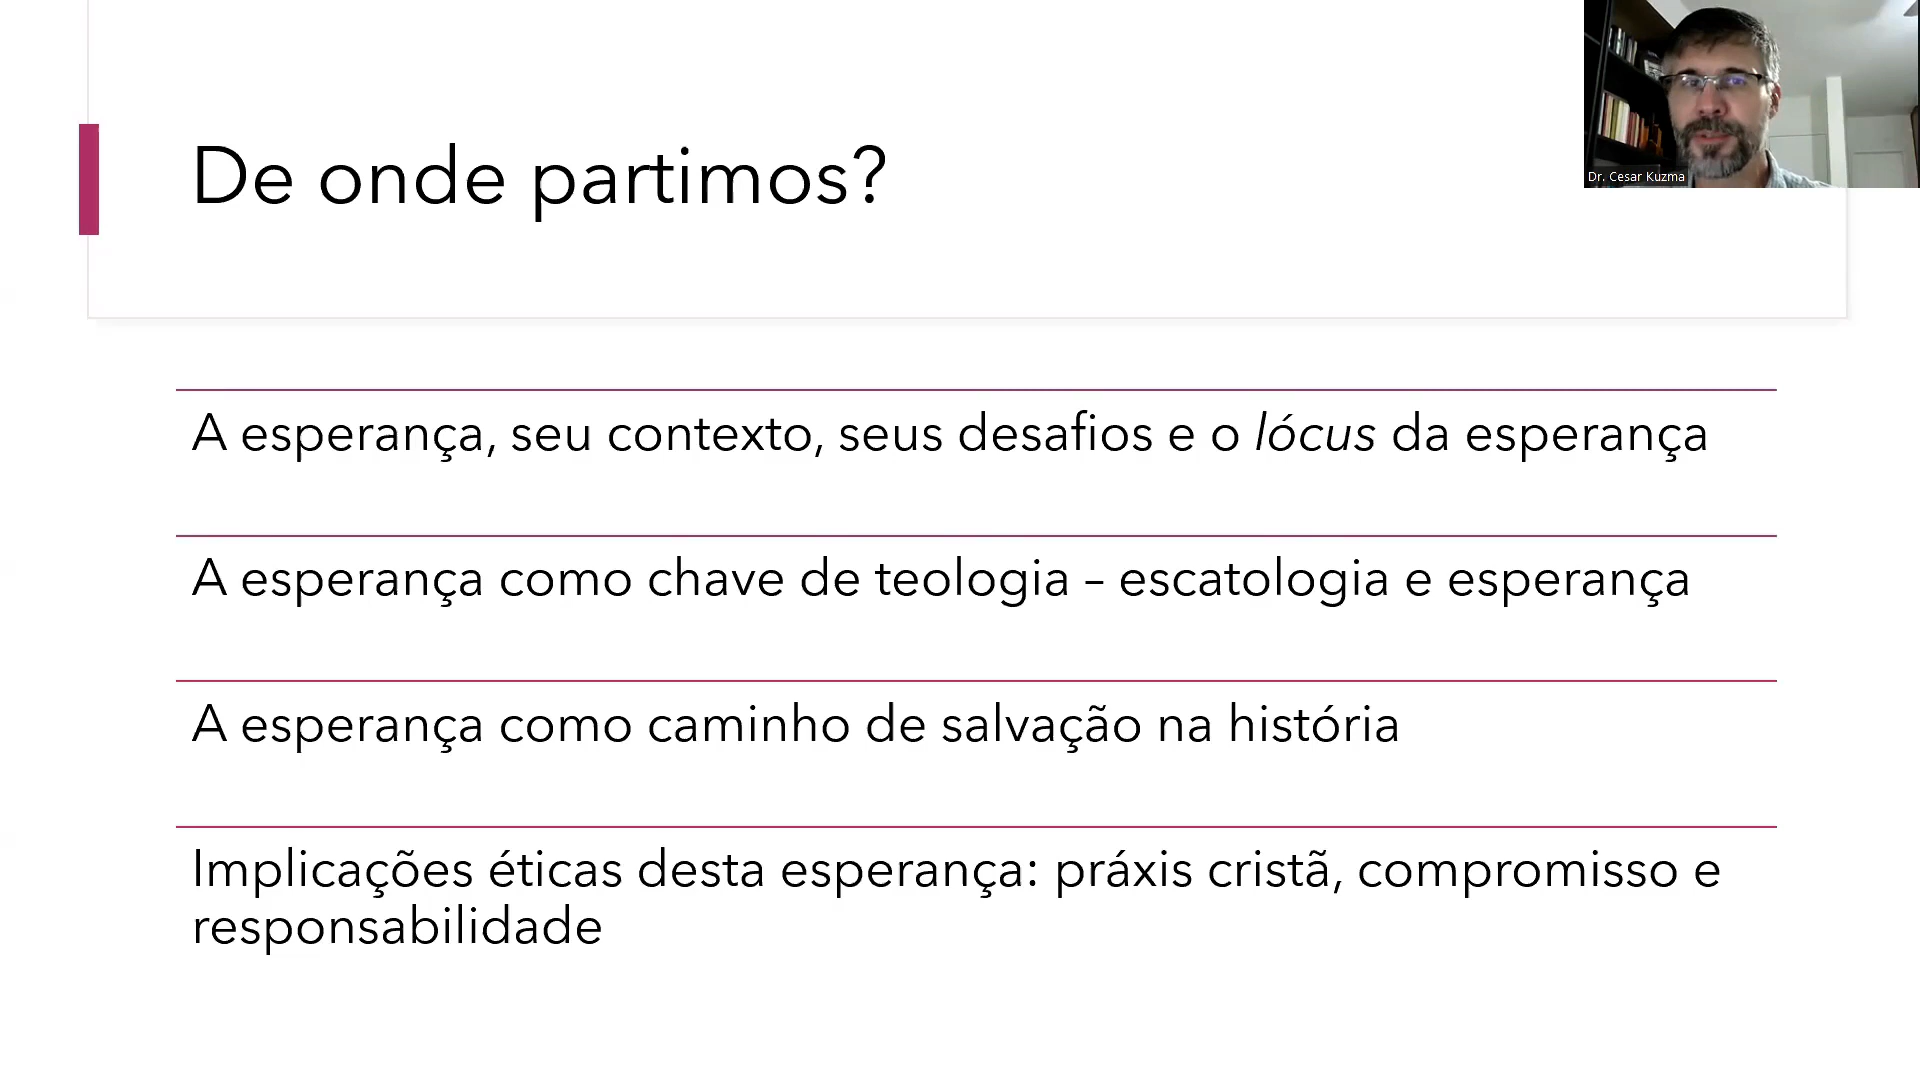 De onde partimos?
Dr. Cesar Kuzma
A esperança, seu contexto, seus desafios e o lócus da esperança
A esperança como chave de teologia – escatologia e esperança
A esperança como caminho de salvação na história
Implicações éticas desta esperança: práxis cristã, compromisso e
responsabilidade